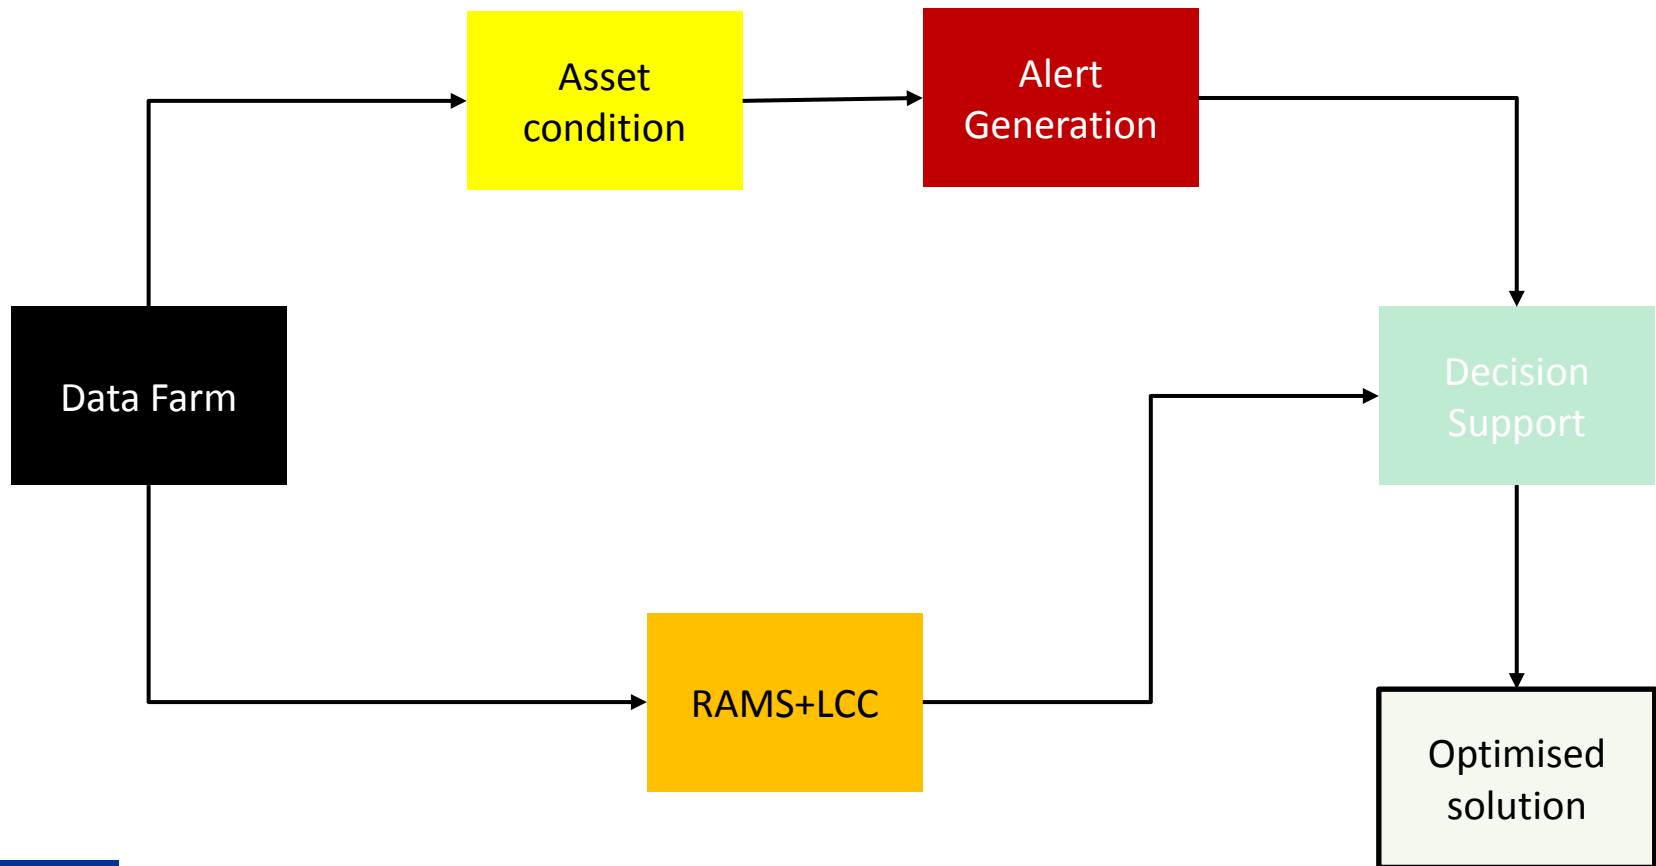 Asset
condition
Alert
Generation
Data Farm
Decision
Support
RAMS+LCC
Optimised
solution